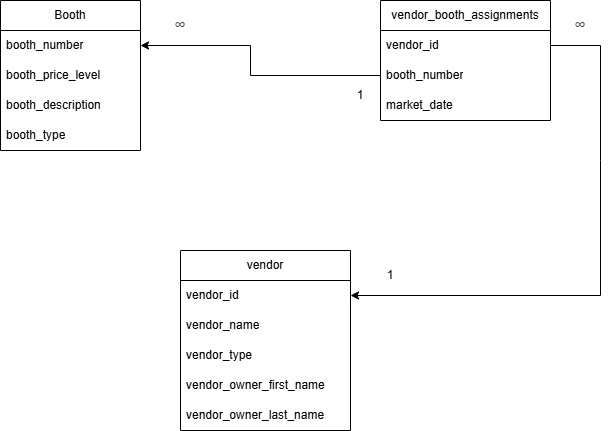 Booth
booth_number
booth_price_level
booth_description
booth_type
∞
1
vendor_booth_assignments
vendor_id
booth_number
market_date
∞
vendor
vendor_id
vendor_name
vendor_type
vendor_owner_first_name
vendor_owner_last_name
1